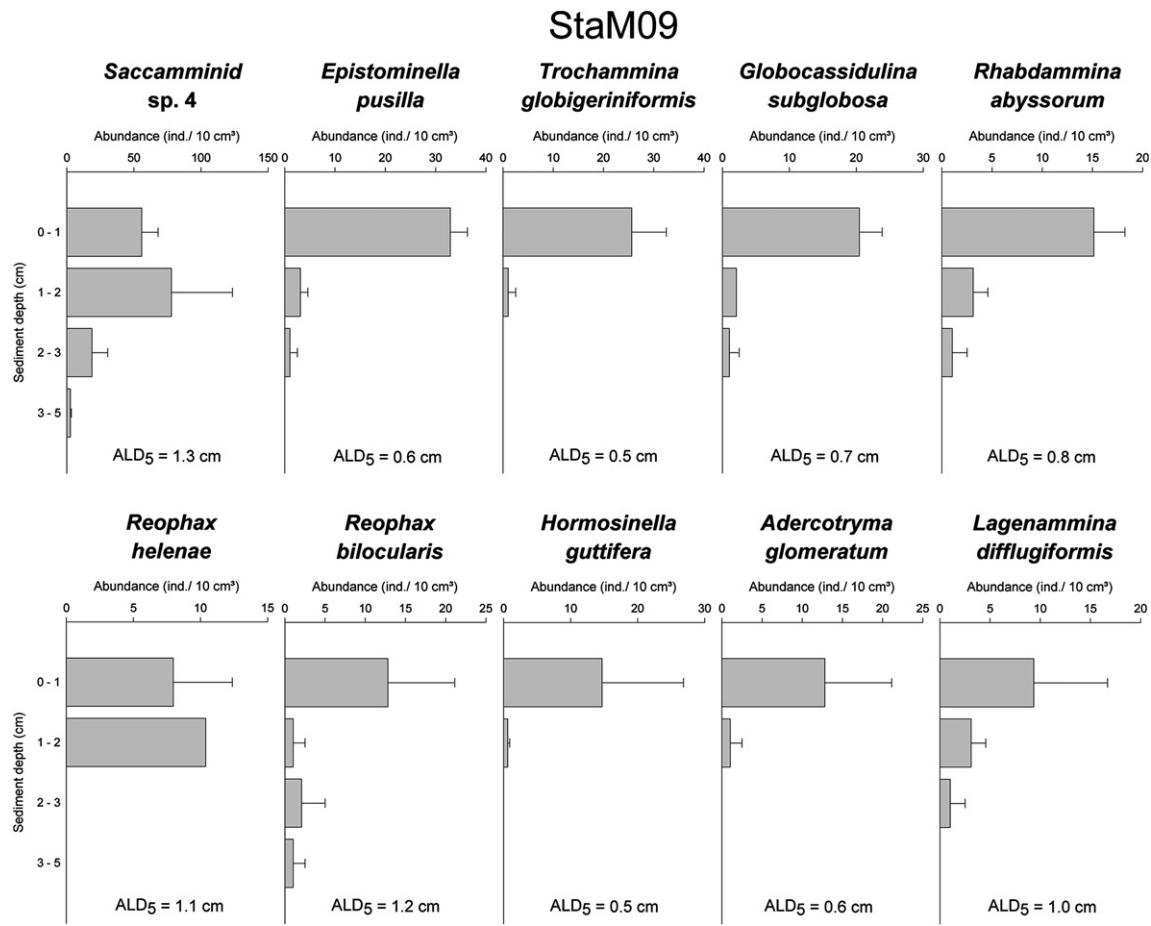 StaM09
Saccamminid
sp. 4
Epistominella
pusilla
Trochammina
globigeriniformis
Globocassidulina
subglobosa
Rhabdammina
abyssorum
Abundance (ind./ 10 cm³)
Abundance (ind./ 10 cm³)
Abundance (ind./ 10 cm³)
Abundance (ind./ 10 cm³)
Abundance (ind./ 10 cm³)
0 50 100 150
0 10 20 30 40
0 10 20 30 40
0 10 20 30
0 5 10 15 20
Sediment depth (cm)
0 - 1
1 - 2
2 - 3
3 - 5
ALD5 = 1.3 cm
ALD5 = 0.6 cm
ALD5 = 0.5 cm
ALD5 = 0.7 cm
ALD5 = 0.8 cm
Reophax
helenae
Reophax
bilocularis
Hormosinella
guttifera
Adercotryma
glomeratum
Lagenammina
difflugiformis
Abundance (ind./ 10 cm³)
Abundance (ind./ 10 cm³)
Abundance (ind./ 10 cm³)
Abundance (ind./ 10 cm³)
Abundance (ind./ 10 cm³)
0 5 10 15
0 5 10 15 20 25
0 10 20 30
0 5 10 15 20 25
0 5 10 15 20
Sediment depth (cm)
0 - 1
1 - 2
2 - 3
3 - 5
ALD5 = 1.1 cm
ALD5 = 1.2 cm
ALD5 = 0.5 cm
ALD5 = 0.6 cm
ALD5 = 1.0 cm